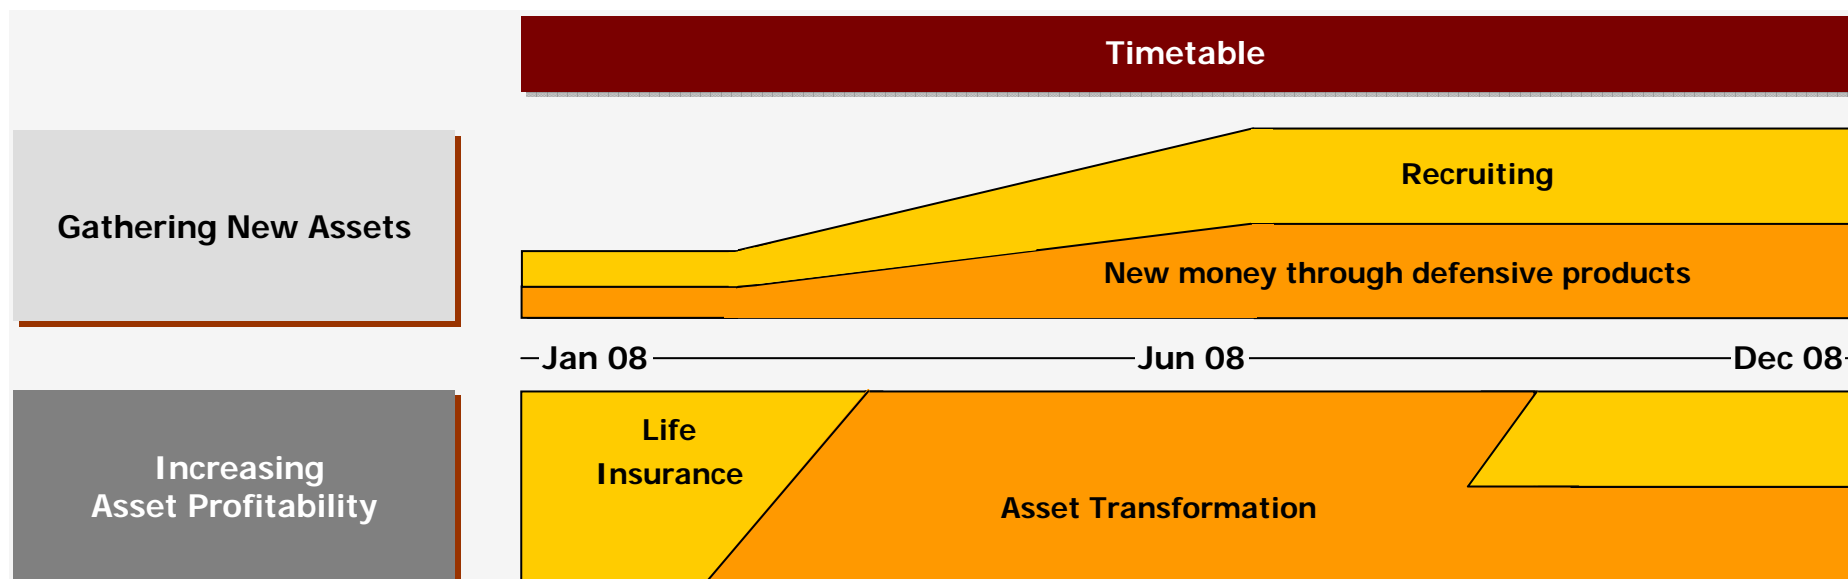 Timetable
Recruiting
Gathering New Assets
New money through defensive products
Jan 08
Jun 08
Dec 08
Life
Insurance
Increasing
Asset Profitability
Asset Transformation